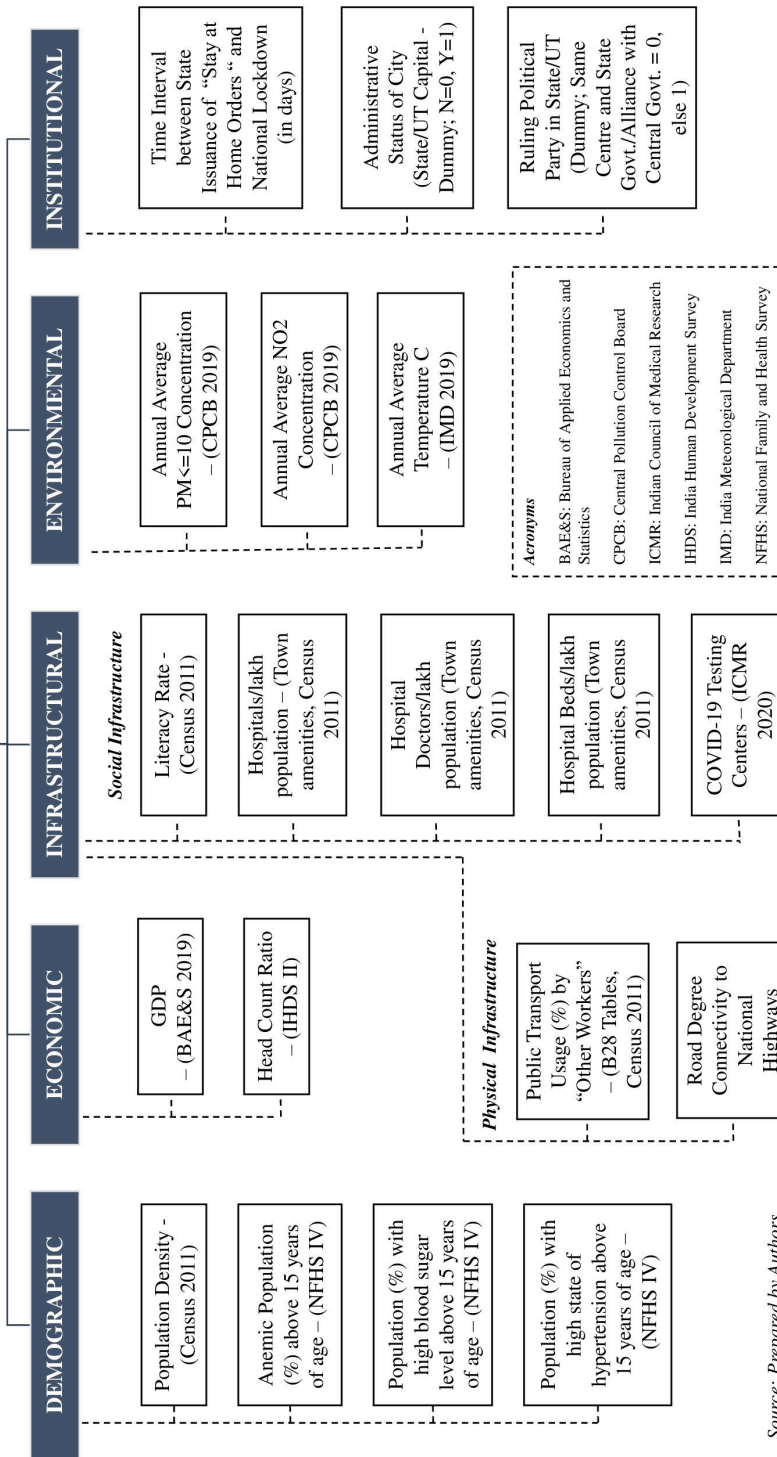 DEMOGRAPHIC
Population Density -
(Census 2011)
Anemic Population
(%) above 15 years
of age – (NFHS IV)
Population (%) with
high blood sugar
level above 15 years
of age – (NFHS IV)
Population (%) with
high state of
hypertension above
15 years of age –
(NFHS IV)
ECONOMIC
GDP
– (BAE&S 2019)
Head Count Ratio
– (IHDS II)
INFRASTRUCTURAL
Social Infrastructure
Literacy Rate -
(Census 2011)
Hospitals/lakh
population – (Town
amenities, Census
2011)
Hospital
Doctors/lakh
population (Town
amenities, Census
2011)
Hospital Beds/lakh
population (Town
amenities, Census
2011)
COVID-19 Testing
Centers – (ICMR
2020)
Physical Infrastructure
Public Transport
Usage (%) by
“Other Workers”
– (B28 Tables,
Census 2011)
Road Degree
Connectivity to
National
Highways
ENVIRONMENTAL
Annual Average
PM<=10 Concentration
– (CPCB 2019)
Annual Average NO2
Concentration
– (CPCB 2019)
Annual Average
Temperature C
– (IMD 2019)
INSTITUTIONAL
Time Interval
between State
Issuance of “Stay at
Home Orders “ and
National Lockdown
(in days)
Administrative
Status of City
(State/UT Capital -
Dummy; N=0, Y=1)
Ruling Political
Party in State/UT
(Dummy; Same
Centre and State
Govt./Alliance with
Central Govt. = 0,
else 1)
Acronyms
BAE&S: Bureau of Applied Economics and
Statistics
CPCB: Central Pollution Control Board
ICMR: Indian Council of Medical Research
IHDS: India Human Development Survey
IMD: India Meteorological Department
NFHS: National Family and Health Survey
Source: Prepared by Authors